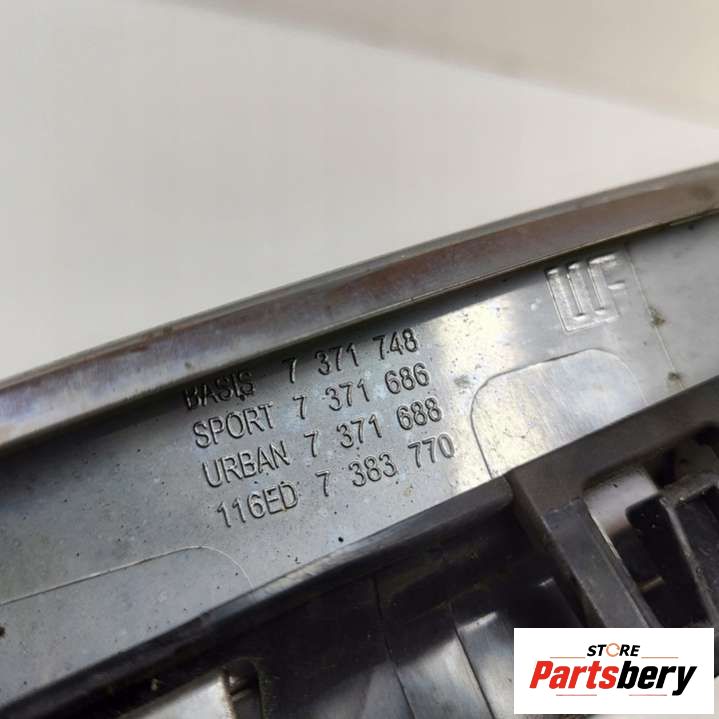 BASIS 7 371 748
SPORT 7 371 686
URBAN 7 371 688
116ED 7 383 770
STORE
Partsbery